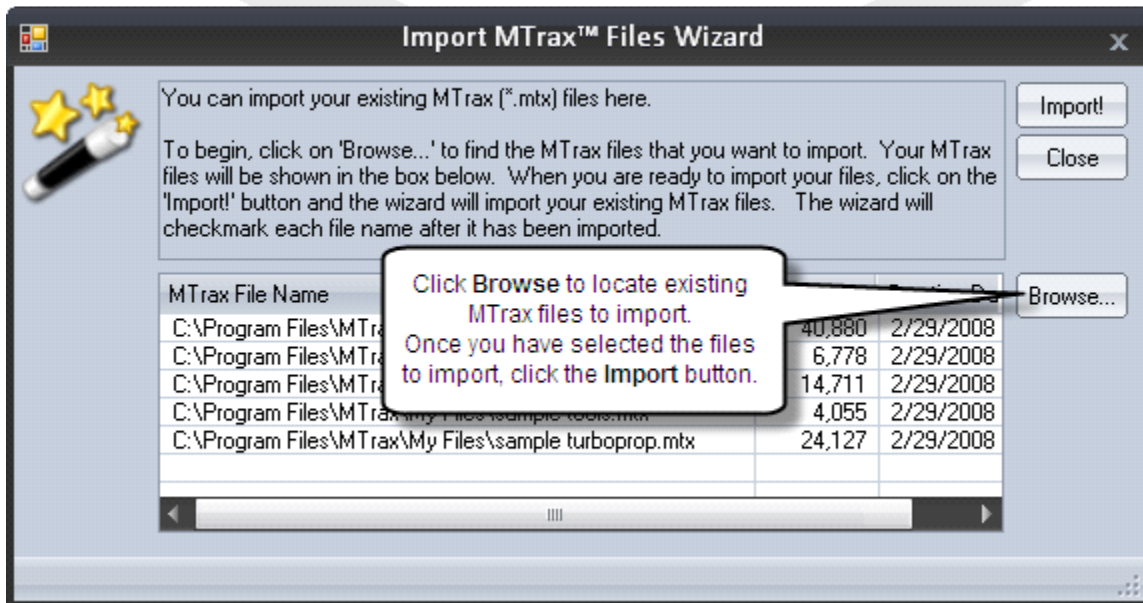 Import MTrax™ Files Wizard
x
You can import your existing MTrax (*.mtx) files here.
To begin, click on 'Browse...' to find the MTrax files that you want to import. Your MTrax
files will be shown in the box below. When you are ready to import your files, click on the
'Import!' button and the wizard will import your existing MTrax files. The wizard will
checkmark each file name after it has been imported.
Import!
Close
Click Browse to locate existing
MTrax files to import.
Once you have selected the files
to import, click the Import button.
MTrax File Name
Browse...
C:\Program Files\MTra 40,880 2/29/2008
C:\Program Files\MTra 6,778 2/29/2008
C:\Program Files\MTra 14,711 2/29/2008
C:\Program Files\MTrax\My Files\sample tools.mtx 4,055 2/29/2008
C:\Program Files\MTrax\My Files\sample turboprop.mtx 24,127 2/29/2008